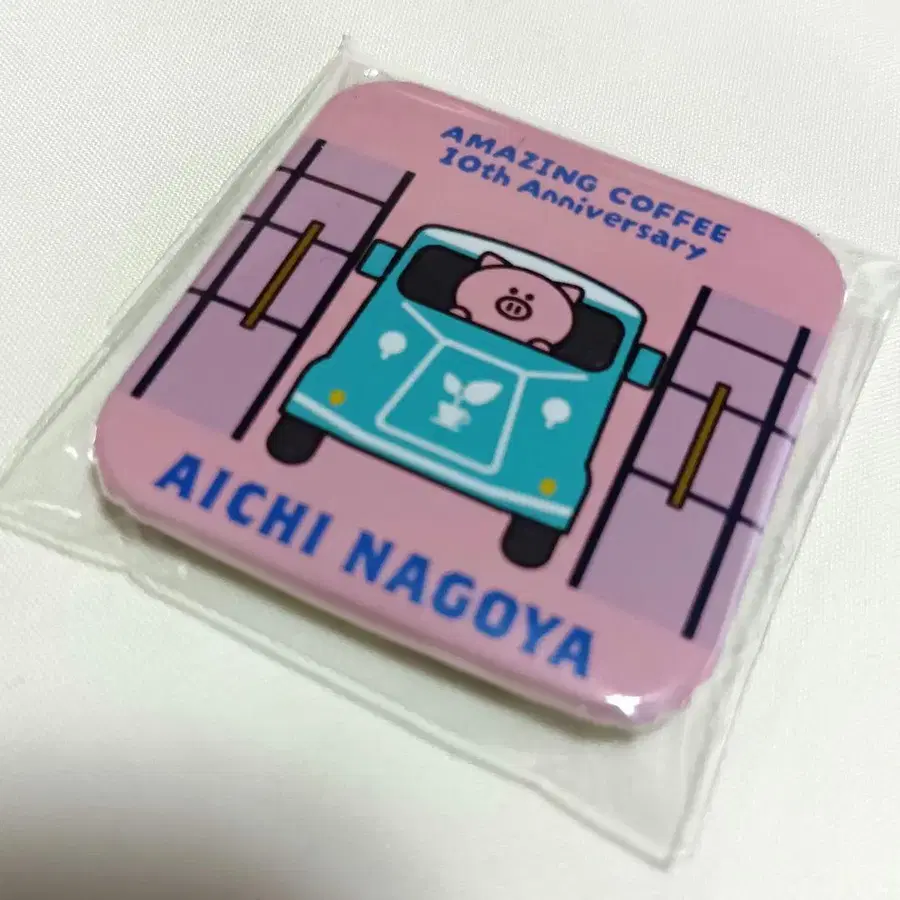 AMAZING COFFEE
10th Anniversary
AICHI NAGOYA